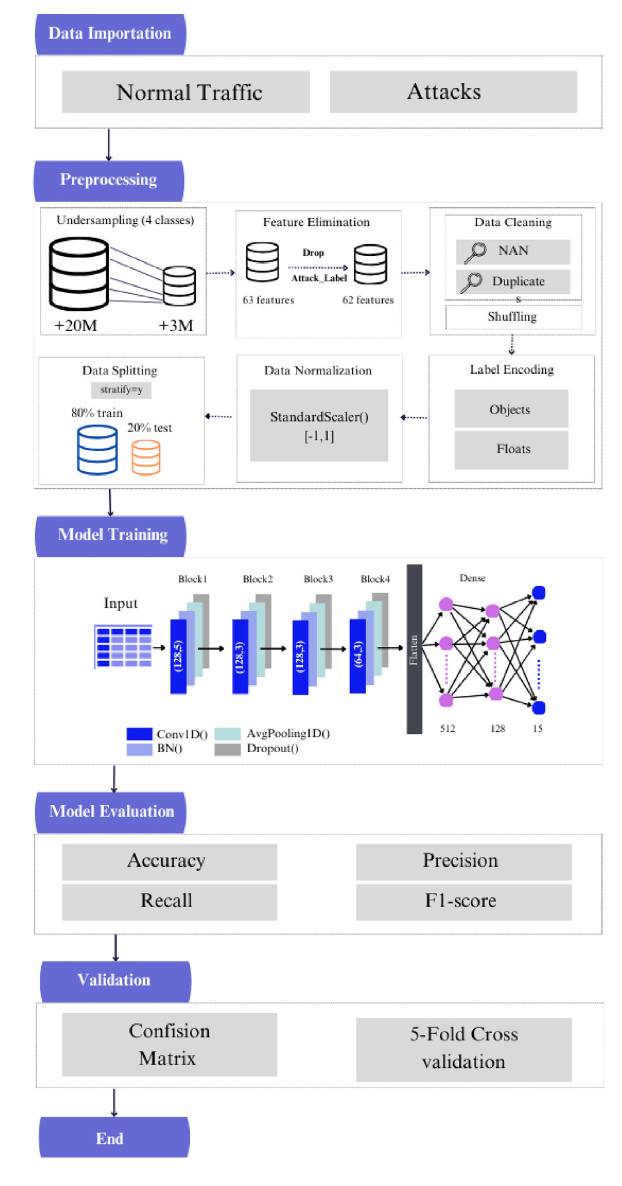 Data Importation
Normal Traffic
Attacks
Preprocessing
Undersampling (4 classes)
+20M
+3M
Feature Elimination
Drop
Attack_Label
63 features
62 features
Data Cleaning
NAN
Duplicate
s
Shuffling
Data Splitting
stratify=y
80% train
20% test
Data Normalization
StandardScaler()
[-1,1]
Label Encoding
Objects
Floats
Model Training
Input
Block1
Block2
Block3
Block4
Dense
(128,5)
(128,3)
(128,3)
(64,3)
Flatten
512
128
15
Conv1D()
AvgPooling1D()
BN()
Dropout()
Model Evaluation
Accuracy
Precision
Recall
F1-score
Validation
Confision
Matrix
5-Fold Cross
validation
End